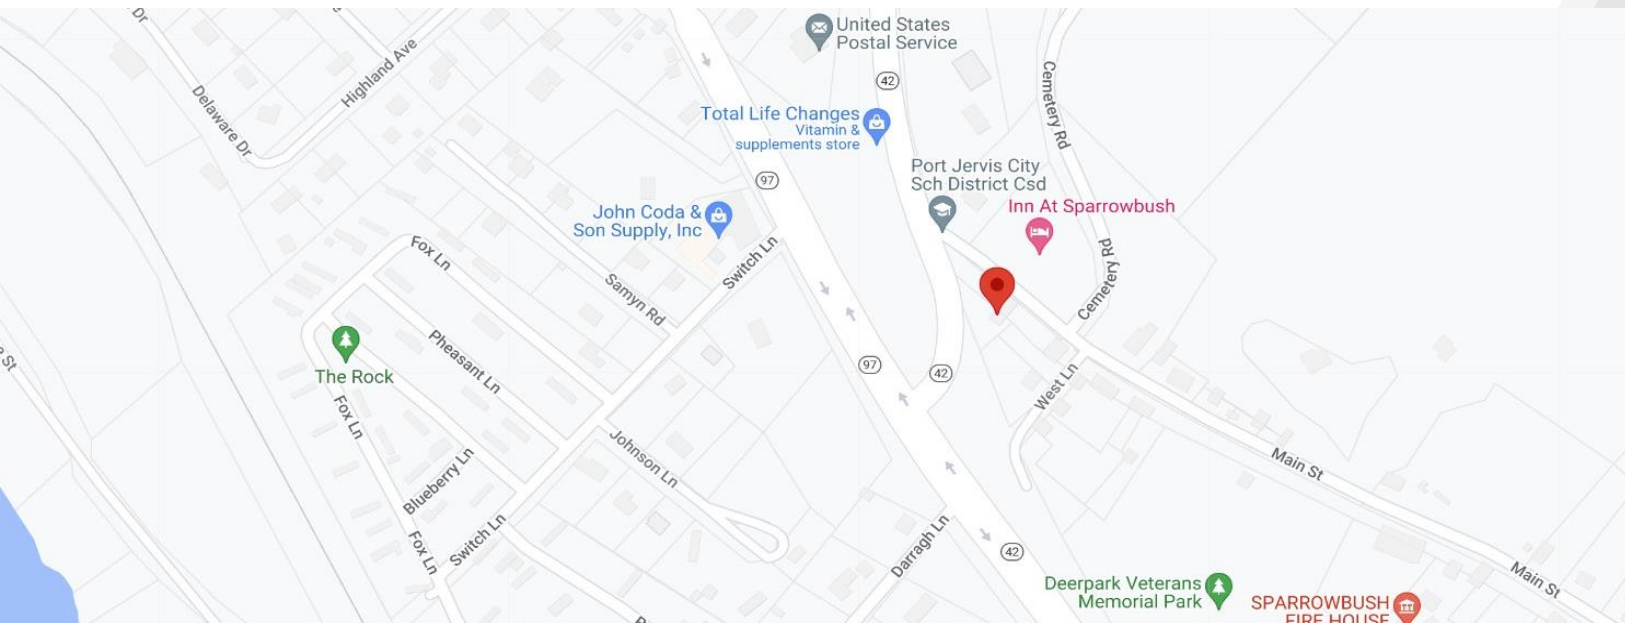 Dr
Highland Ave
Delaware Dr
United States
Postal Service
42
Cemetery Rd
Total Life Changes
Vitamin &
supplements store
Port Jervis City
Sch District Csd
97
Inn At Sparrowbush
John Coda &
Son Supply, Inc
Switch Ln
Fox Ln
Samyn Rd
Cemetery Rd
Pheasant Ln
The Rock
St
97
42
West Ln
Fox Ln
Johnson Ln
Blueberry Ln
Main St
Switch Ln
Fox Ln
Darragh Ln
42
Main St
Deerpark Veterans
Memorial Park
SPARROWBUSH
FIRE HOUSE